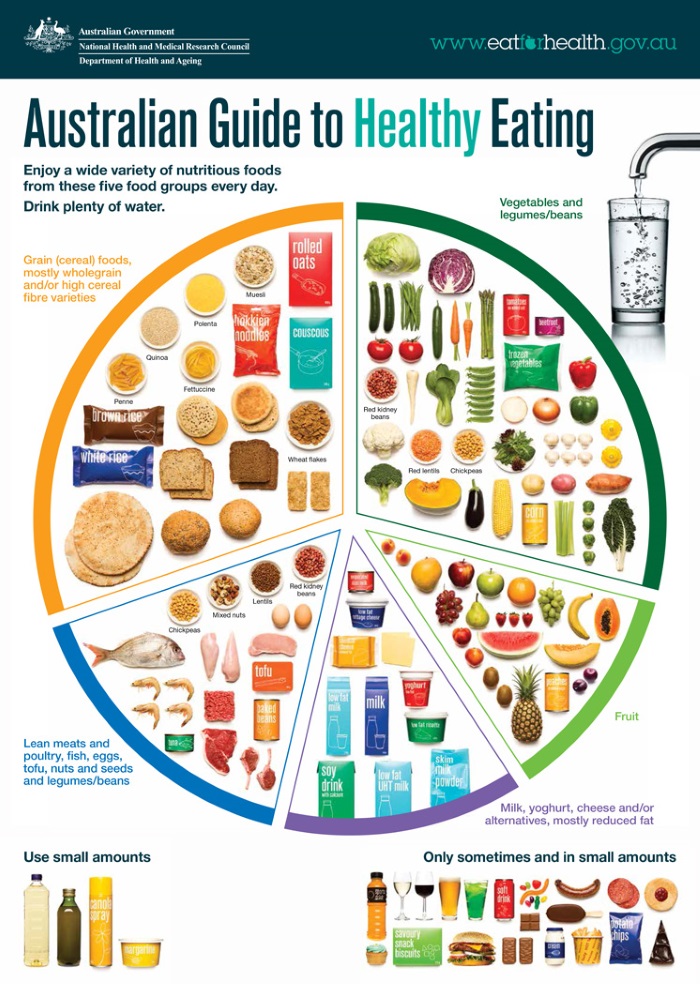 Australian Government
National Health and Medical Research Council
Department of Health and Ageing
www.eatforhealth.gov.au
Australian Guide to Healthy Eating
Enjoy a wide variety of nutritious foods
from these five food groups every day.
Drink plenty of water.
Grain (cereal) foods,
mostly wholegrain
and/or high cereal
fibre varieties
Muesli
rolled
oats
Polenta
hokkien
noodles
couscous
Quinoa
Fettuccine
Penne
brown rice
white rice
Wheat flakes
Vegetables and
legumes/beans
tomatoes
beetroot
frozen
vegetables
Red kidney
beans
Red lentils
Chickpeas
corn
Lean meats and
poultry, fish, eggs,
tofu, nuts and seeds
and legumes/beans
Red kidney
beans
Lentils
Mixed nuts
Chickpeas
tofu
baked
beans
tuna
low fat
cottage cheese
yoghurt
low fat
milk
milk
low fat ricotta
soy
drink
with calcium
low fat
UHT milk
skim
milk
powder
Milk, yoghurt, cheese and/or
alternatives, mostly reduced fat
peaches
Fruit
Use small amounts
canola
spray
margarine
Only sometimes and in small amounts
soft
drink
savoury
snack
biscuits
cream
potato
chips